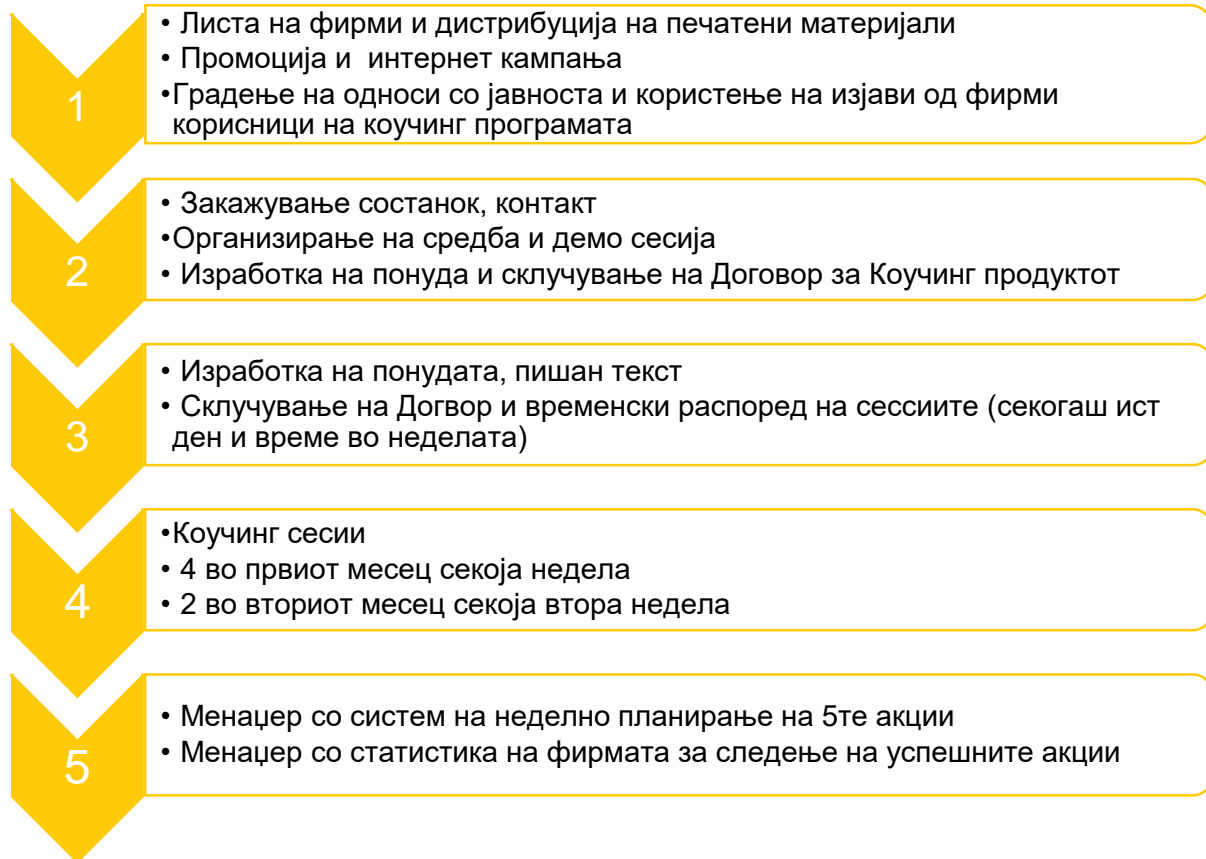 1
• Листа на фирми и дистрибуција на печатени материјали
• Промоција и  интернет кампања
•Градење на односи со јавноста и користење на изјави од фирми
корисници на коучинг програмата
2
• Закажување состанок, контакт
•Организирање на средба и демо сесија
• Изработка на понуда и склучување на Договор за Коучинг продуктот
3
• Изработка на понудата, пишан текст
• Склучување на Догвор и временски распоред на сессиите (секогаш ист
ден и време во неделата)
4
•Коучинг сесии
• 4 во првиот месец секоја недела
• 2 во вториот месец секоја втора недела
5
• Менаџер со систем на неделно планирање на 5те акции
• Менаџер со статистика на фирмата за следење на успешните акции